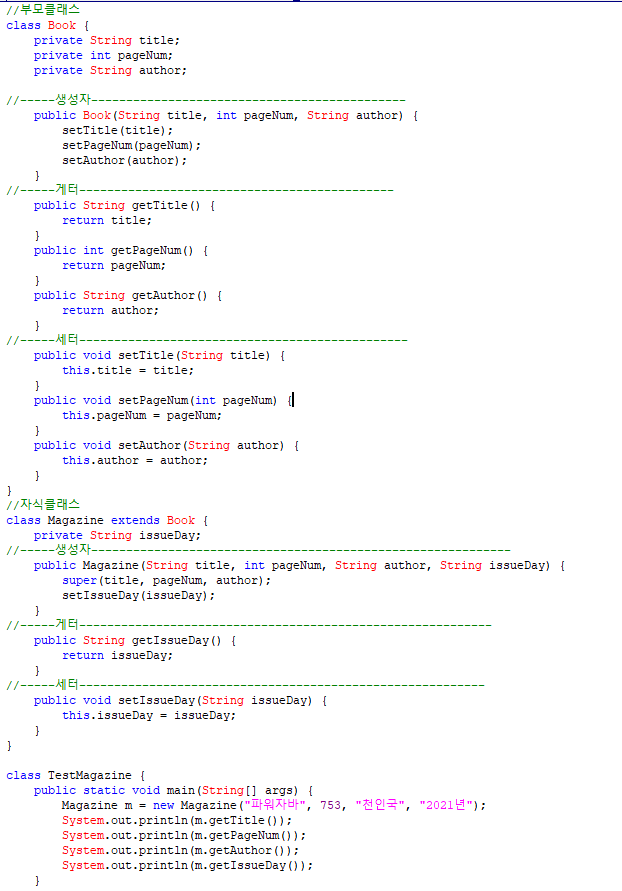 //부모클래스
class Book {
    private String title;
    private int pageNum;
    private String author;

//-----생성자---------------------------------------------
    public Book(String title, int pageNum, String author) {
        setTitle(title);
        setPageNum(pageNum);
        setAuthor(author);
    }
//-----게터---------------------------------------------
    public String getTitle() {
        return title;
    }
    public int getPageNum() {
        return pageNum;
    }
    public String getAuthor() {
        return author;
    }
//-----세터-----------------------------------------------
    public void setTitle(String title) {
        this.title = title;
    }
    public void setPageNum(int pageNum) {
        this.pageNum = pageNum;
    }
    public void setAuthor(String author) {
        this.author = author;
    }
}
//자식클래스
class Magazine extends Book {
    private String issueDay;
//-----생성자------------------------------------------------------------
    public Magazine(String title, int pageNum, String author, String issueDay) {
        super(title, pageNum, author);
        setIssueDay(issueDay);
    }
//-----게터-----------------------------------------------------------
    public String getIssueDay() {
        return issueDay;
    }
//-----세터----------------------------------------------------------
    public void setIssueDay(String issueDay) {
        this.issueDay = issueDay;
    }
}

class TestMagazine {
    public static void main(String[] args) {
        Magazine m = new Magazine("파워자바", 753, "천인국", "2021년");
        System.out.println(m.getTitle());
        System.out.println(m.getPageNum());
        System.out.println(m.getAuthor());
        System.out.println(m.getIssueDay());
    }